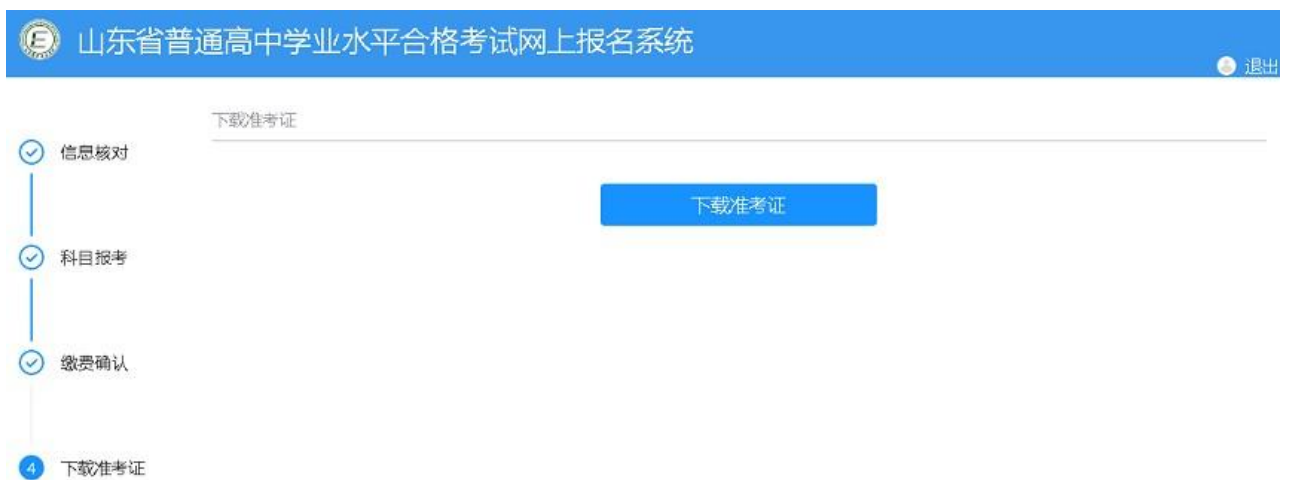 山东省普通高中学业水平合格考试网上报名系统
退出
下载准考证
信息核对
下载准考证
科目报考
缴费确认
4 下载准考证